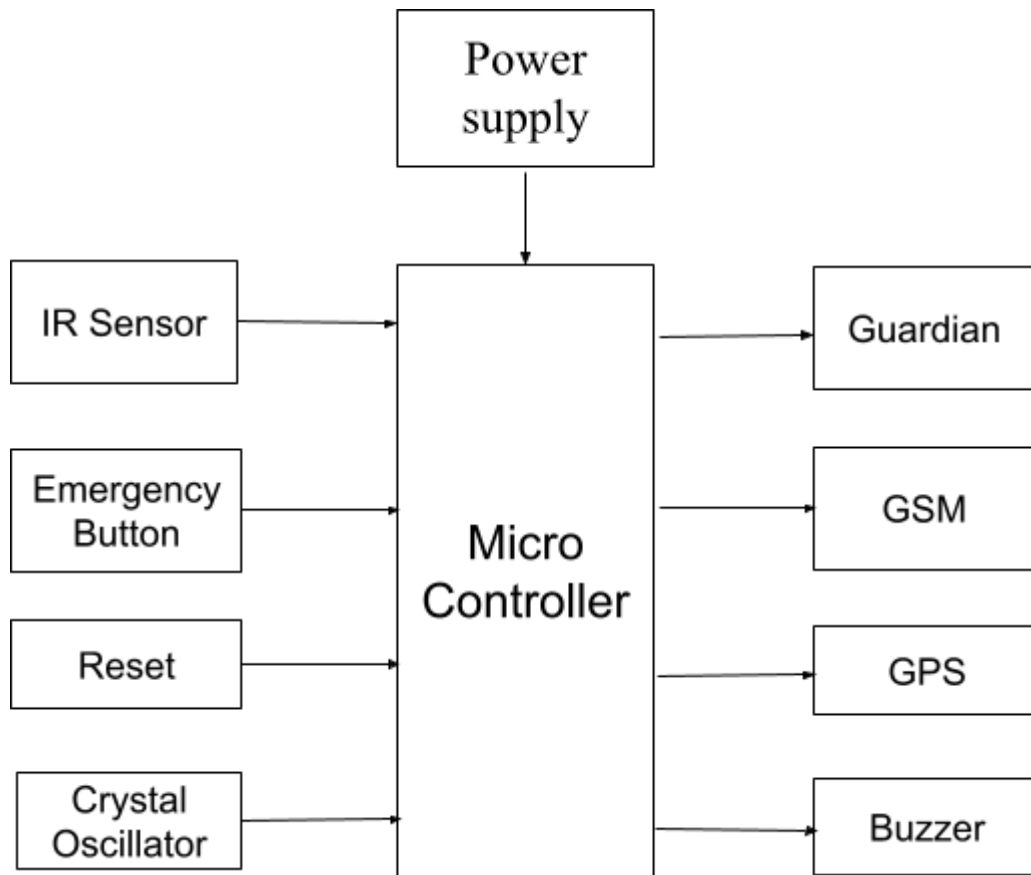 Power
supply
IR Sensor
Guardian
Emergency
Button
GSM
Micro
Controller
Reset
GPS
Crystal
Oscillator
Buzzer